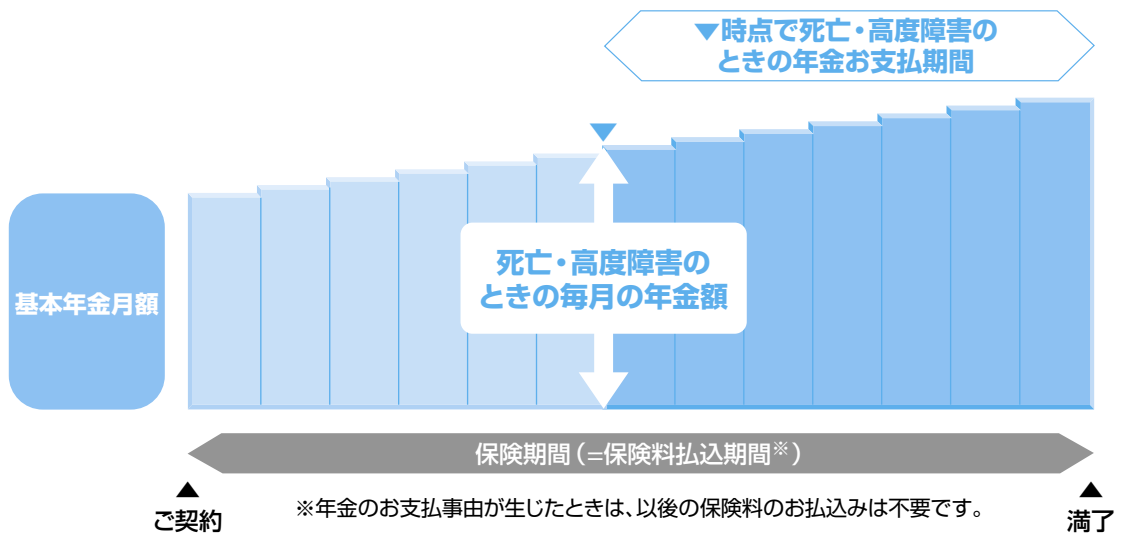 ▼時点で死亡・高度障害の
ときの年金お支払期間
死亡・高度障害の
ときの毎月の年金額
基本年金月額
保険期間（=保険料払込期間※）
ご契約
※年金のお支払事由が生じたときは、以後の保険料のお払込みは不要です。
満了